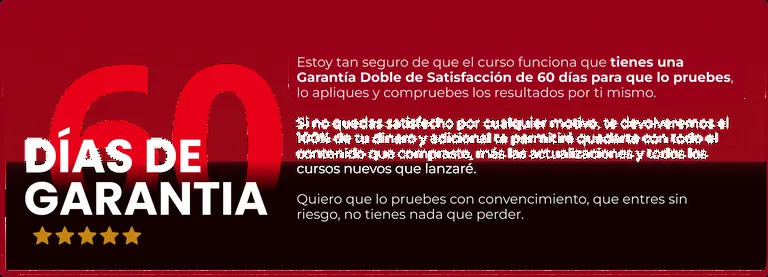 60
DÍAS DE
GARANTIA
Estoy tan seguro de que el curso funciona que tienes una
Garantía Doble de Satisfacción de 60 días para que lo pruebes,
lo apliques y compruebes los resultados por ti mismo.
Si no quedas satisfecho por cualquier motivo, te devolveremos el
100% de tu dinero y adicional te permitiré quedarte con todo el
contenido que compraste, más las actualizaciones y todos los
cursos nuevos que lanzaré.
Quiero que lo pruebes con convencimiento, que entres sin
riesgo, no tienes nada que perder.